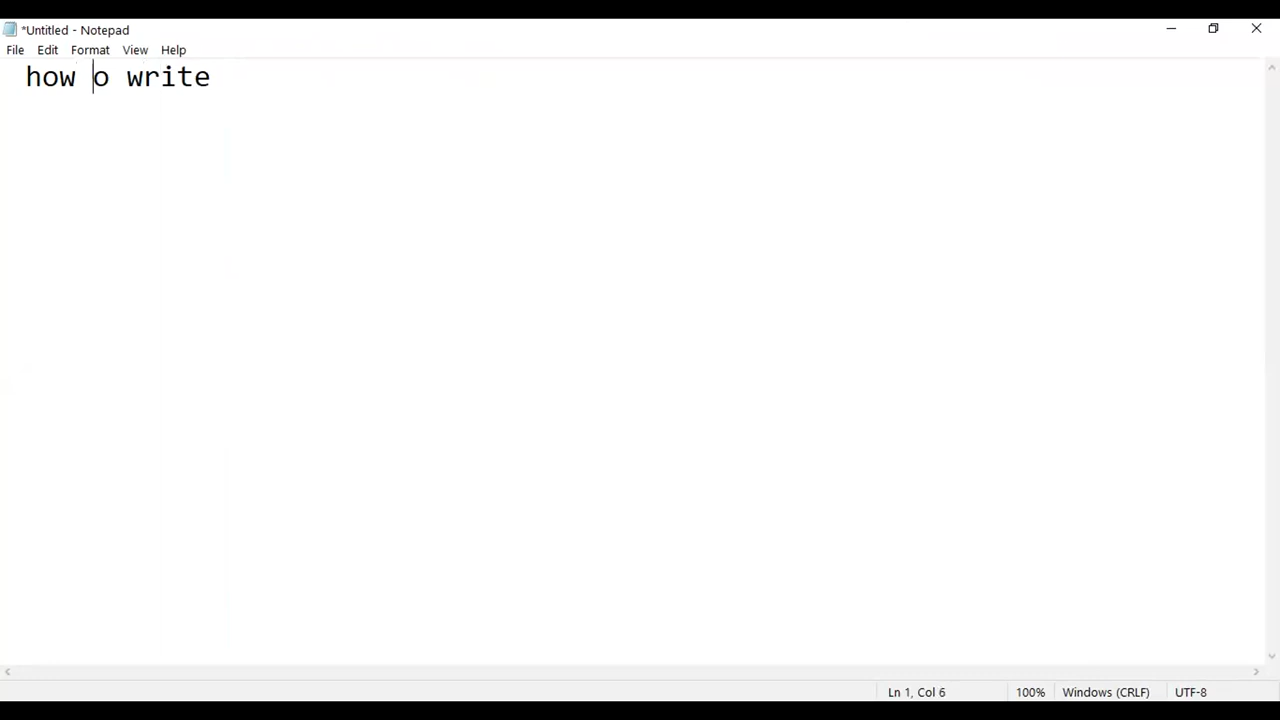 *Untitled - Notepad
File Edit Format View Help
how o write
Ln 1, Col 6 100% Windows (CRLF) UTF-8